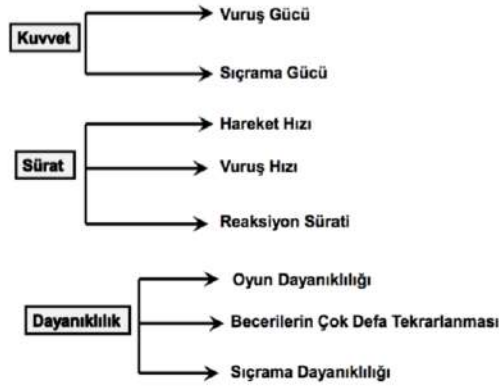 Kuvvet
Vuruş Gücü
Sıçrama Gücü
Sürat
Hareket Hızı
Vuruş Hızı
Reaksiyon Sürati
Dayanıklılık
Oyun Dayanıklılığı
Becerilerin Çok Defa Tekrarlanması
Sıçrama Dayanıklılığı